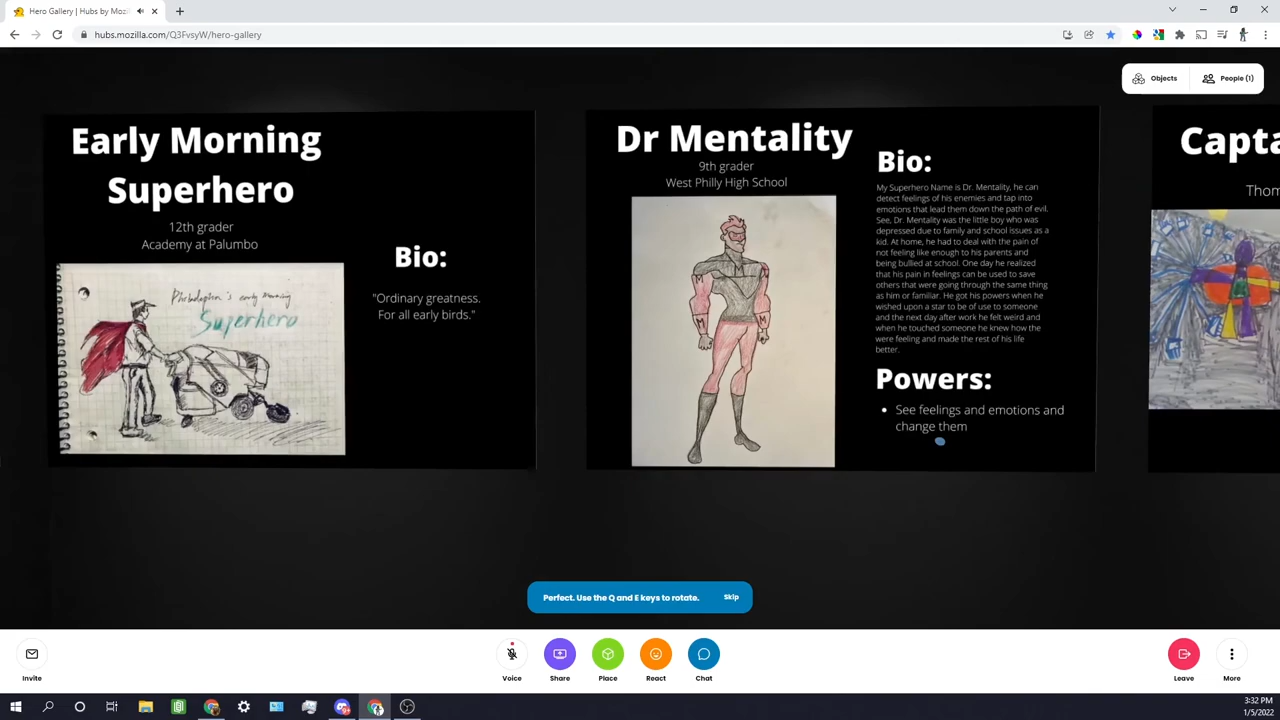 Hero Gallery | Hubs by Mozil
hubs.mozilla.com/Q3FvsyW/hero-gallery
Objects
People (1)
Early Morning
Superhero
12th grader
Academy at Palumbo
Philadelphia's early morning
Superhero
Bio:
"Ordinary greatness.
For all early birds."
Dr Mentality
9th grader
West Philly High School
Bio:
My Superhero Name is Dr. Mentality, he can
detect feelings of his enemies and tap into
emotions that lead them down the path of evil.
See, Dr. Mentality was the little boy who was
depressed due to family and school issues as a
kid. At home, he had to deal with the pain of
not feeling like enough to his parents and
being bullied at school. One day he realized
that his pain in feelings can be used to save
others that were going through the same thing
as him or familiar. He got his powers when he
wished upon a star to be of use to someone
and the next day after work he felt weird and
when he touched someone he knew how the
were feeling and made the rest of his life
better.
Powers:
• See feelings and emotions and
change them
Capta
Thom
Perfect. Use the Q and E keys to rotate.
Skip
Invite
Voice
Share
Place
React
Chat
Leave
More
3:32 PM
1/5/2022